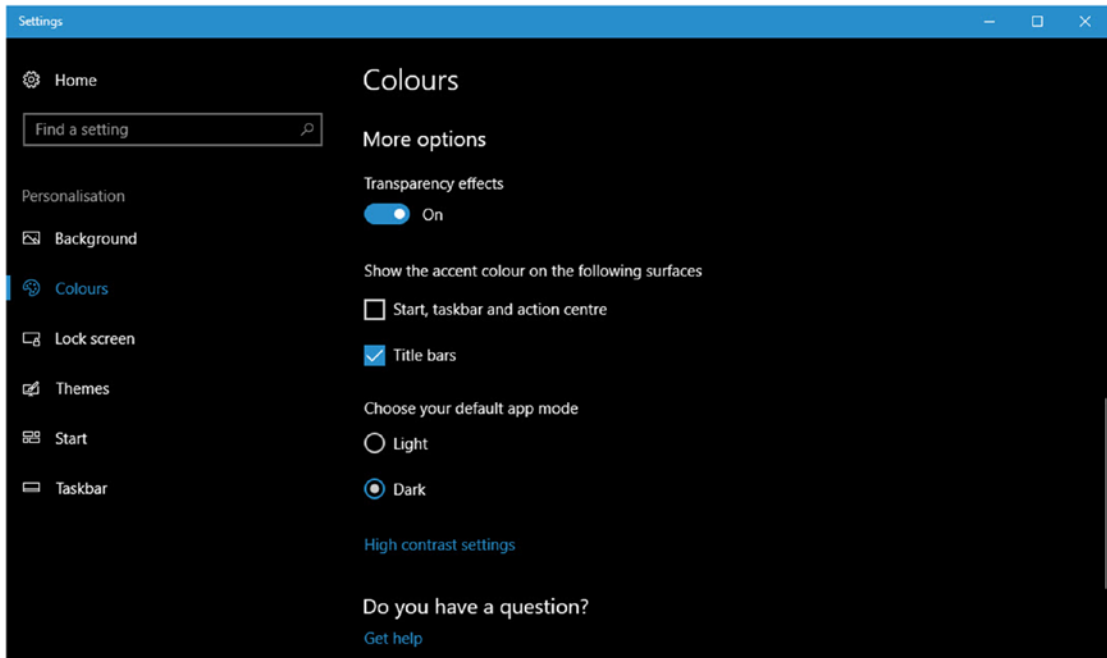 Settings
Home
Find a setting
Personalisation
Background
Colours
Lock screen
Themes
Start
Taskbar
Colours
More options
Transparency effects
On
Show the accent colour on the following surfaces
Start, taskbar and action centre
Title bars
Choose your default app mode
Light
Dark
High contrast settings
Do you have a question?
Get help